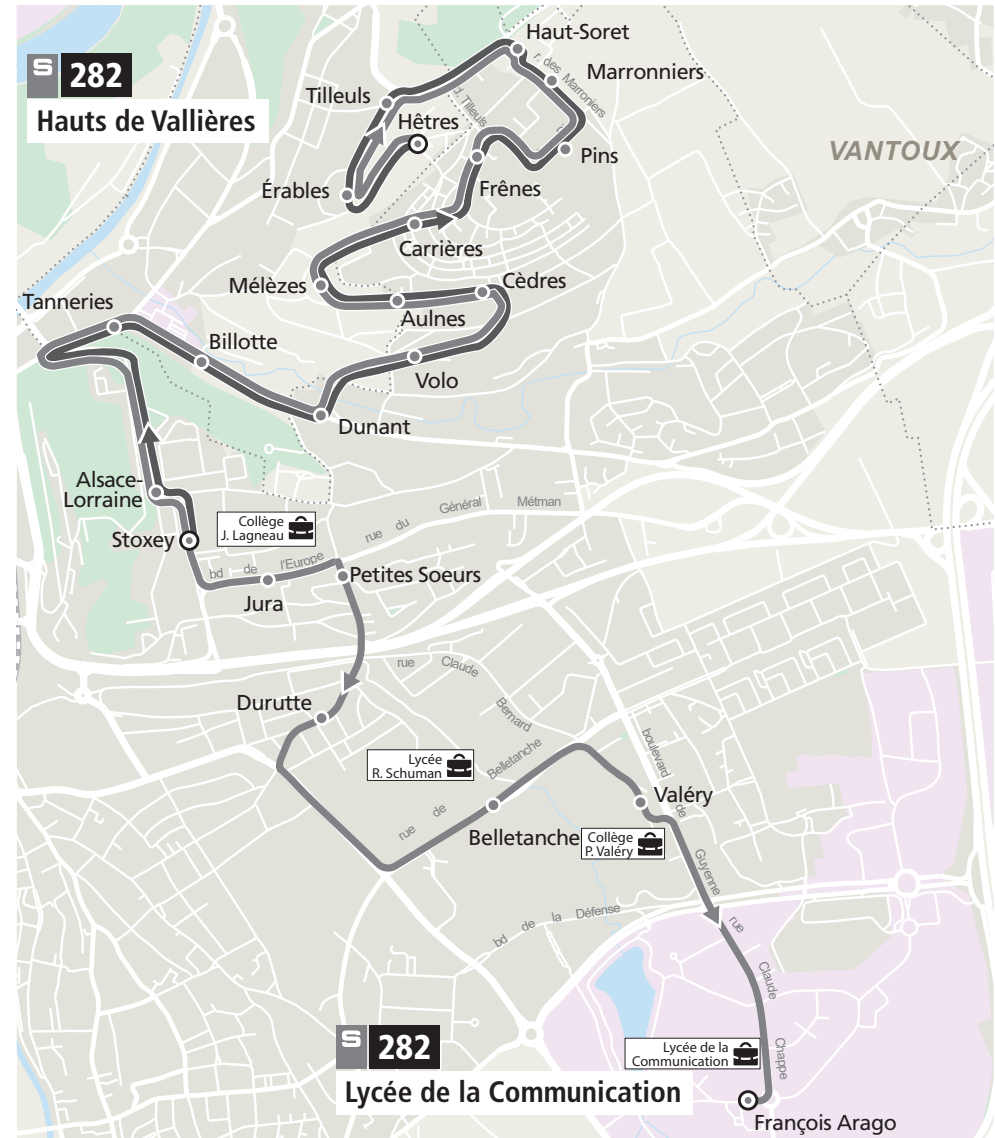 S 282
Hauts de Vallières
Haut-Soret
r. des Marroniers
Marronniers
Tilleuls
Tilleuls
Hêtres
Pins
VANTOUX
Érables
Frênes
Carrières
Mélèzes
Cèdres
Aulnes
Tanneries
Billotte
Volo
Dunant
Alsace-
Lorraine
Collège
J. Lagneau
Stoxey
rue du Général Métman
bd de l'Europe
Jura
Petites Soeurs
rue Claude Bernard
Durutte
Lycée
R. Schuman
rue de Belletanche
boulevard de Guyenne
Valéry
Belletanche
Collège
P. Valéry
bd de la Défense
rue Claude Chappe
S 282
Lycée de la Communication
Lycée de la
Communication
François Arago